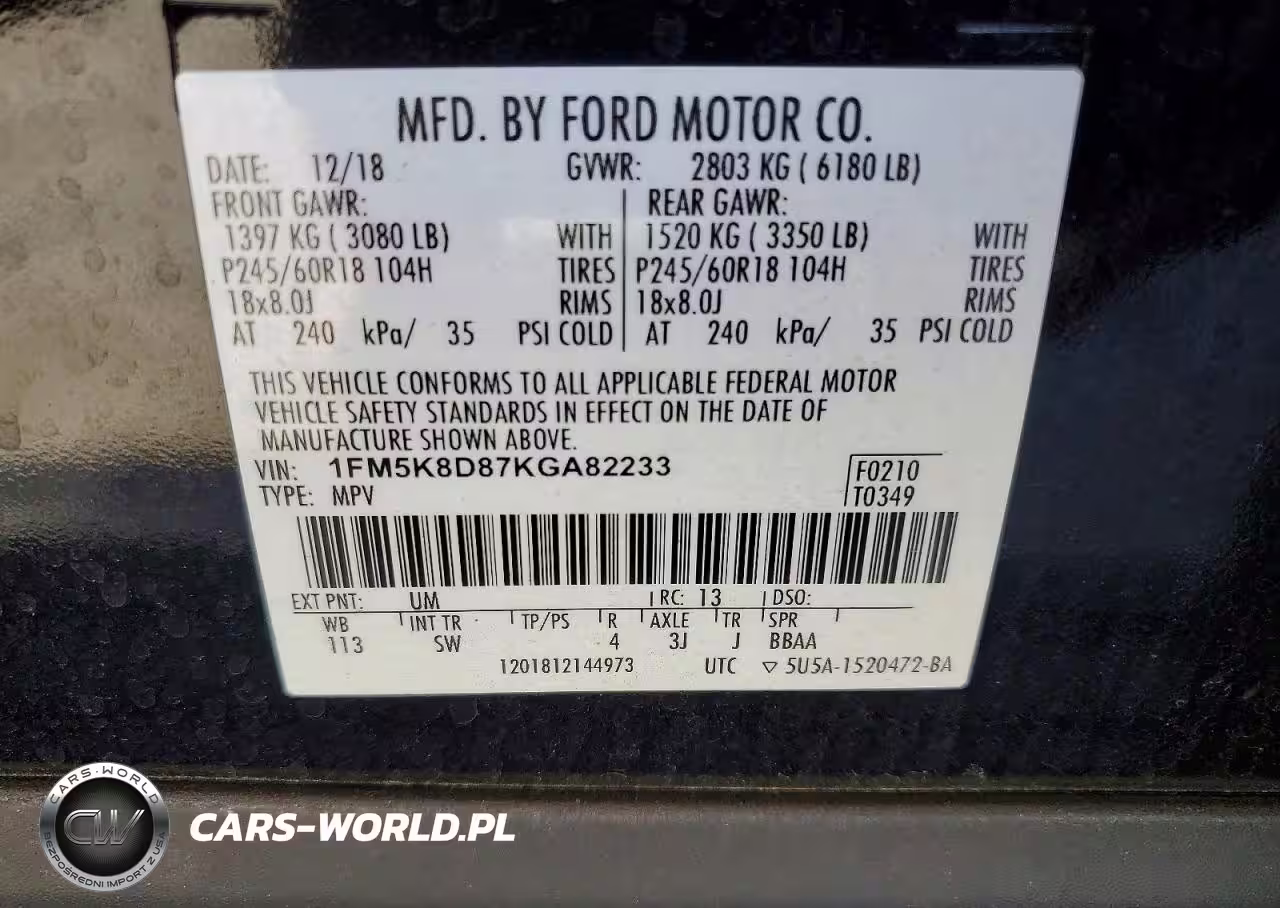 MFD. BY FORD MOTOR CO.
DATE: 12/18 GVWR: 2803 KG ( 6180 LB)
FRONT GAWR: REAR GAWR:
1397 KG ( 3080 LB) WITH 1520 KG ( 3350 LB) WITH
P245/60R18 104H TIRES P245/60R18 104H TIRES
18x8.0J RIMS 18x8.0J RIMS
AT 240 kPa/ 35 PSI COLD AT 240 kPa/ 35 PSI COLD
THIS VEHICLE CONFORMS TO ALL APPLICABLE FEDERAL MOTOR
VEHICLE SAFETY STANDARDS IN EFFECT ON THE DATE OF
MANUFACTURE SHOWN ABOVE.
VIN: 1FM5K8D87KGA82233 F0210
TYPE: MPV T0349
EXT PNT: UM RC: 13 DSO:
WB INT TR TP/PS R AXLE TR SPR
113 SW 4 3J J BBAA
1201812144973 UTC ▽ 5U5A-1520472-BA
CARS-WORLD
CW
BEZPOŚREDNI IMPORT Z USA
CARS-WORLD.PL